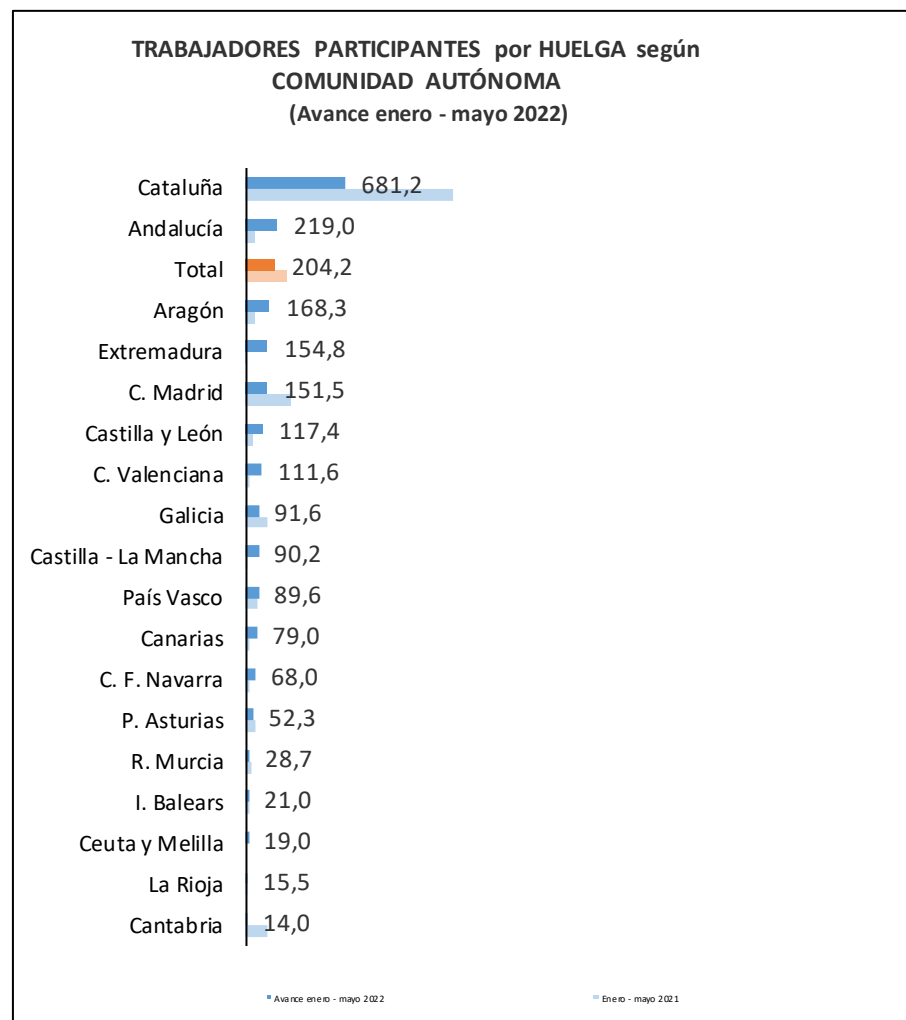 TRABAJADORES PARTICIPANTES por HUELGA según
COMUNIDAD AUTÓNOMA
(Avance enero - mayo 2022)
Cataluña 681,2
Andalucía 219,0
Total 204,2
Aragón 168,3
Extremadura 154,8
C. Madrid 151,5
Castilla y León 117,4
C. Valenciana 111,6
Galicia 91,6
Castilla - La Mancha 90,2
País Vasco 89,6
Canarias 79,0
C. F. Navarra 68,0
P. Asturias 52,3
R. Murcia 28,7
I. Balears 21,0
Ceuta y Melilla 19,0
La Rioja 15,5
Cantabria 14,0
Avance enero - mayo 2022 Enero - mayo 2021